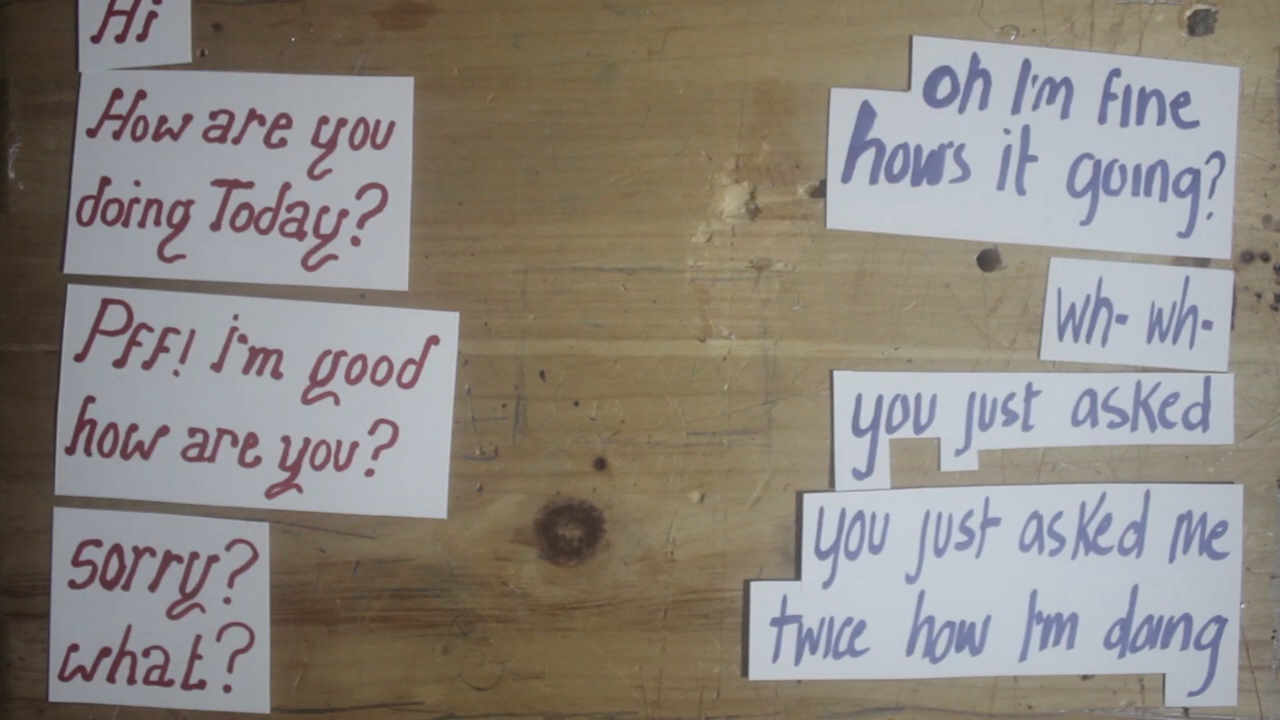 Hi
How are you
doing Today?
oh I'm fine
hows it going?
Pff! i'm good
how are you?
wh- wh-
you just asked
sorry?
what?
you just asked me
twice how I'm doing